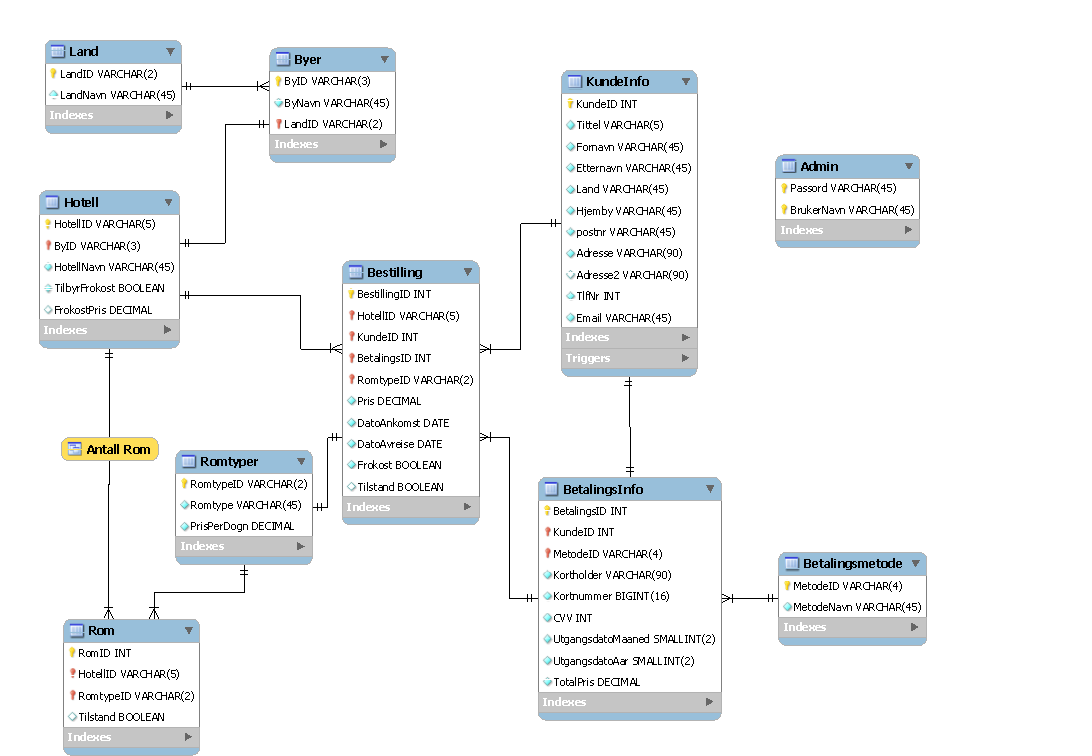 Land
LandID VARCHAR(2)
LandNavn VARCHAR(45)
Indexes
Byer
ByID VARCHAR(3)
ByNavn VARCHAR(45)
LandID VARCHAR(2)
Indexes
KundeInfo
KundeID INT
Tittel VARCHAR(5)
Fornavn VARCHAR(45)
Etternavn VARCHAR(45)
Land VARCHAR(45)
Hjemby VARCHAR(45)
postnr VARCHAR(45)
Adresse VARCHAR(90)
Adresse2 VARCHAR(90)
TlfNr INT
Email VARCHAR(45)
Indexes
Triggers
Admin
Passord VARCHAR(45)
BrukerNavn VARCHAR(45)
Indexes
Hotell
HotellID VARCHAR(5)
ByID VARCHAR(3)
HotellNavn VARCHAR(45)
TilbyrFrokost BOOLEAN
FrokostPris DECIMAL
Indexes
Bestilling
BestillingID INT
HotellID VARCHAR(5)
KundeID INT
BetalingsID INT
RomtypeID VARCHAR(2)
Pris DECIMAL
DatoAnkomst DATE
DatoAvreise DATE
Frokost BOOLEAN
Tilstand BOOLEAN
Indexes
Antall Rom
Romtyper
RomtypeID VARCHAR(2)
Romtype VARCHAR(45)
PrisPerDogn DECIMAL
Indexes
BetalingsInfo
BetalingsID INT
KundeID INT
MetodeID VARCHAR(4)
Kortholder VARCHAR(90)
Kortnummer BIGINT(16)
CVV INT
UtgangsdatoMaaned SMALLINT(2)
UtgangsdatoAar SMALLINT(2)
TotalPris DECIMAL
Indexes
Betalingsmetode
MetodeID VARCHAR(4)
MetodeNavn VARCHAR(45)
Indexes
Rom
RomID INT
HotellID VARCHAR(5)
RomtypeID VARCHAR(2)
Tilstand BOOLEAN
Indexes